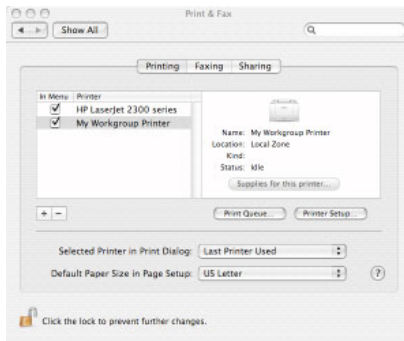 Print & Fax
Show All
Printing Faxing Sharing
In Menu Printer
HP LaserJet 2300 series
My Workgroup Printer
Name: My Workgroup Printer
Location: Local Zone
Kind:
Status: Idle
Supplies for this printer...
+ -
Print Queue... Printer Setup...
Selected Printer in Print Dialog: Last Printer Used
Default Paper Size in Page Setup: US Letter
?
Click the lock to prevent further changes.